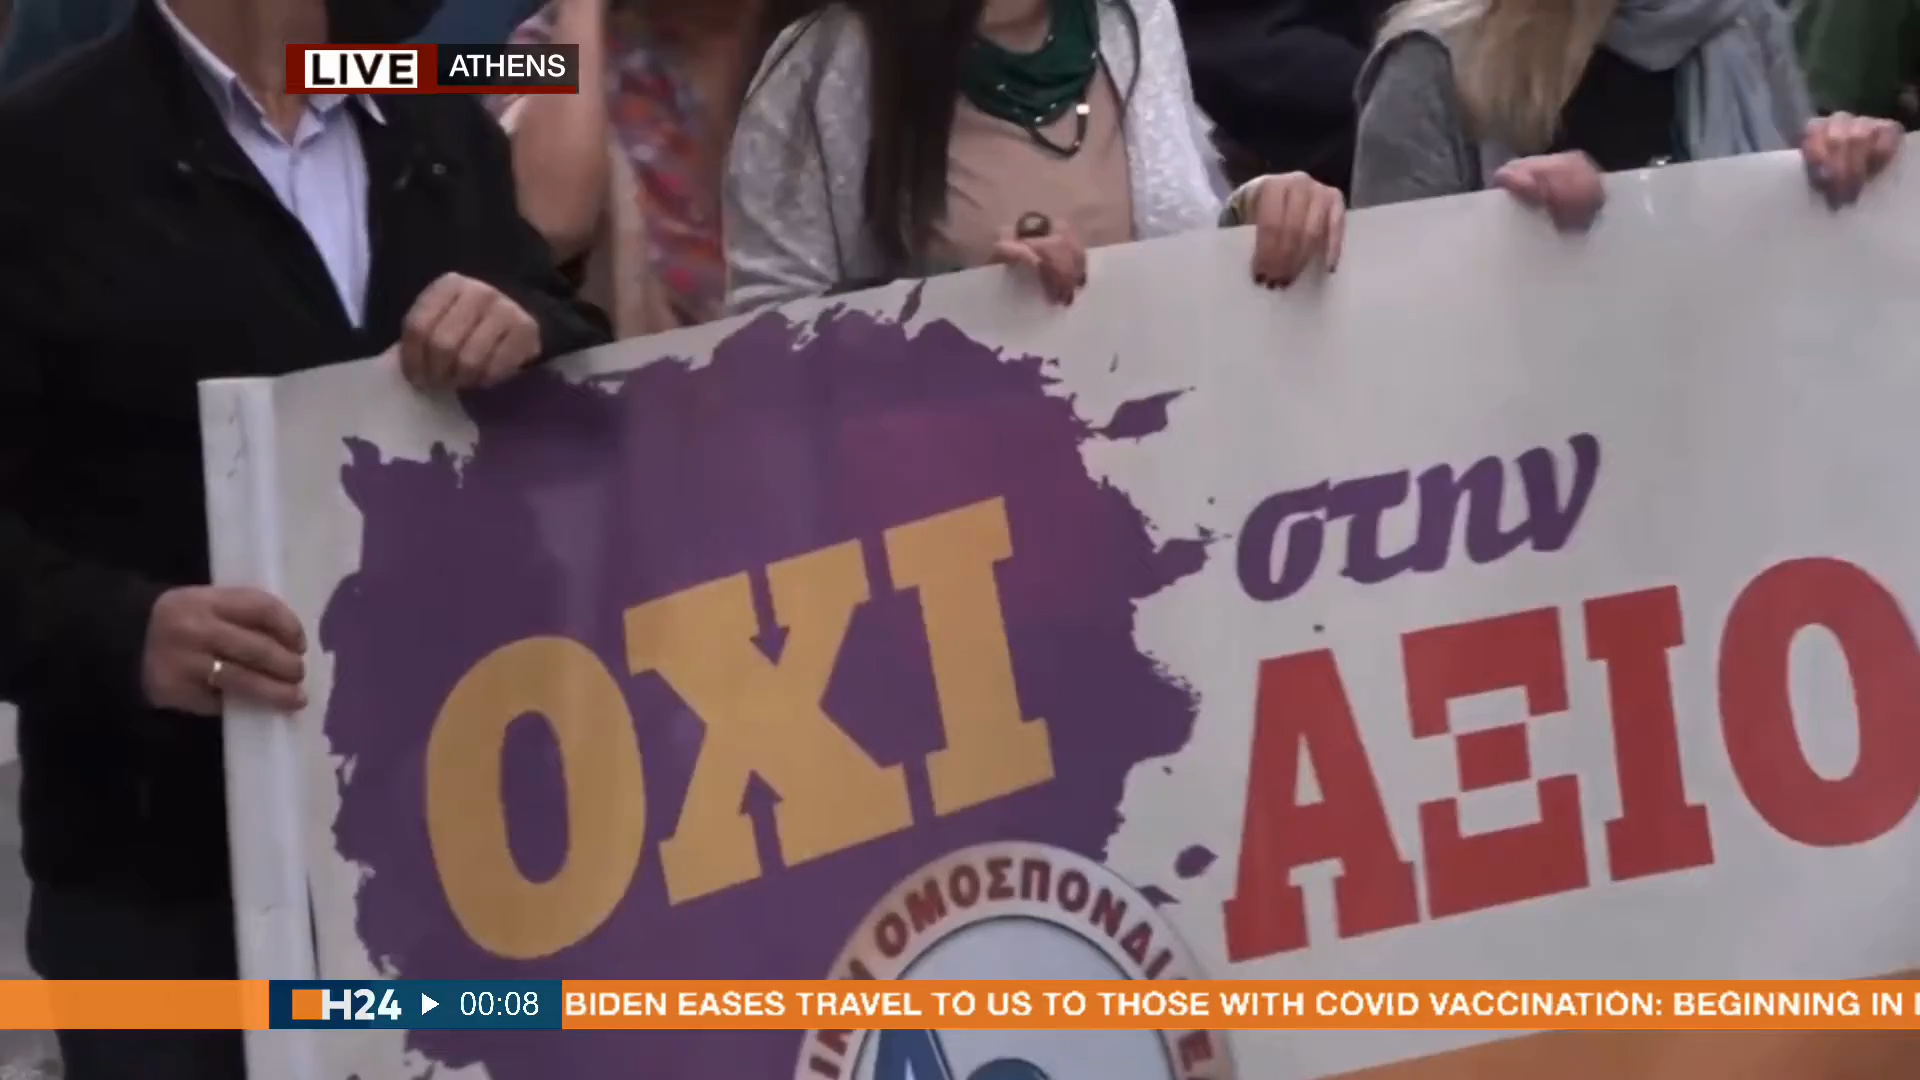 LIVE ATHENS
ΟΧΙ στην
ΑΞΙΟ
ΟΜΟΣΠΟΝΔΙ
H24 00:08 BIDEN EASES TRAVEL TO US TO THOSE WITH COVID VACCINATION: BEGINNING IN